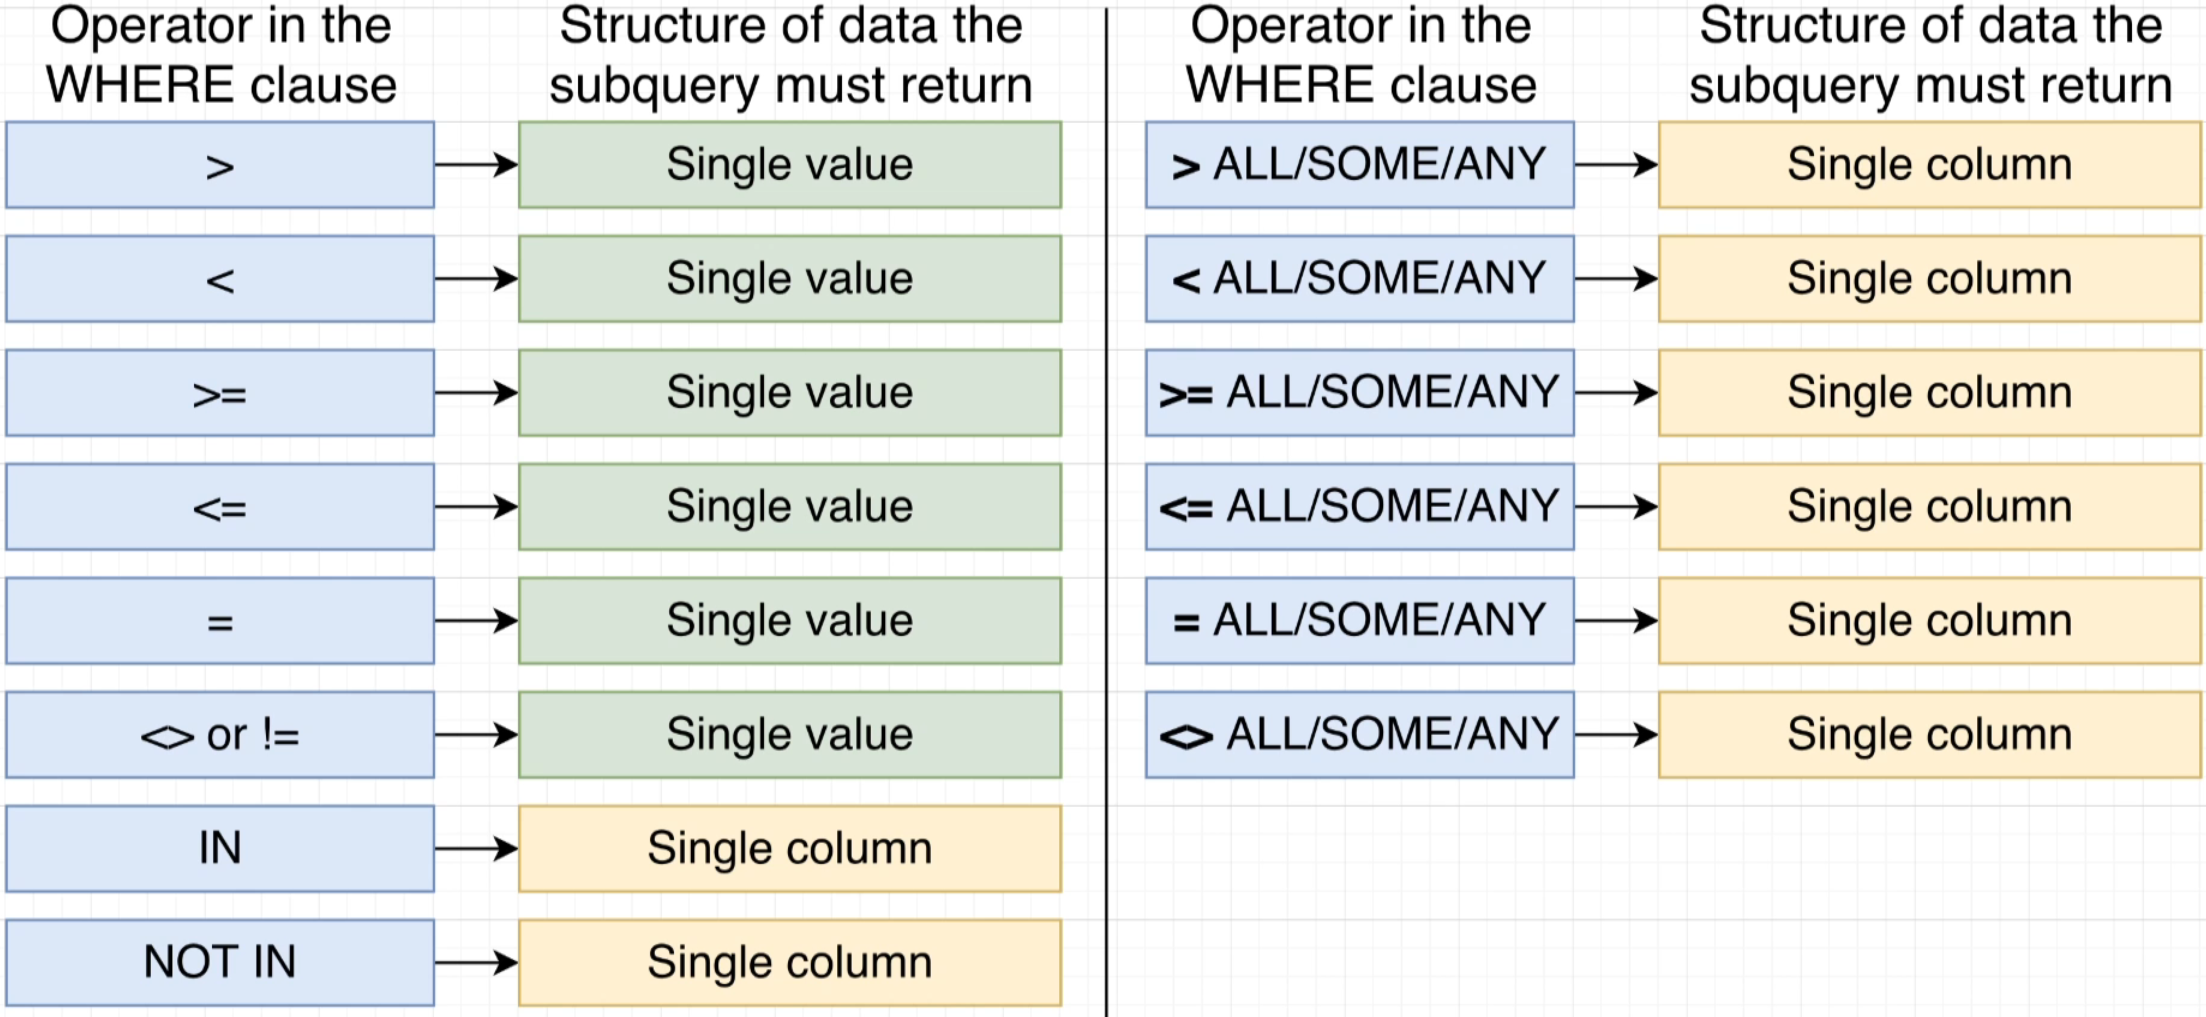 Operator in the
WHERE clause
Structure of data the
subquery must return
>
Single value
<
Single value
>=
Single value
<=
Single value
=
Single value
<> or !=
Single value
IN
Single column
NOT IN
Single column
Operator in the
WHERE clause
Structure of data the
subquery must return
> ALL/SOME/ANY
Single column
< ALL/SOME/ANY
Single column
>= ALL/SOME/ANY
Single column
<= ALL/SOME/ANY
Single column
= ALL/SOME/ANY
Single column
<> ALL/SOME/ANY
Single column